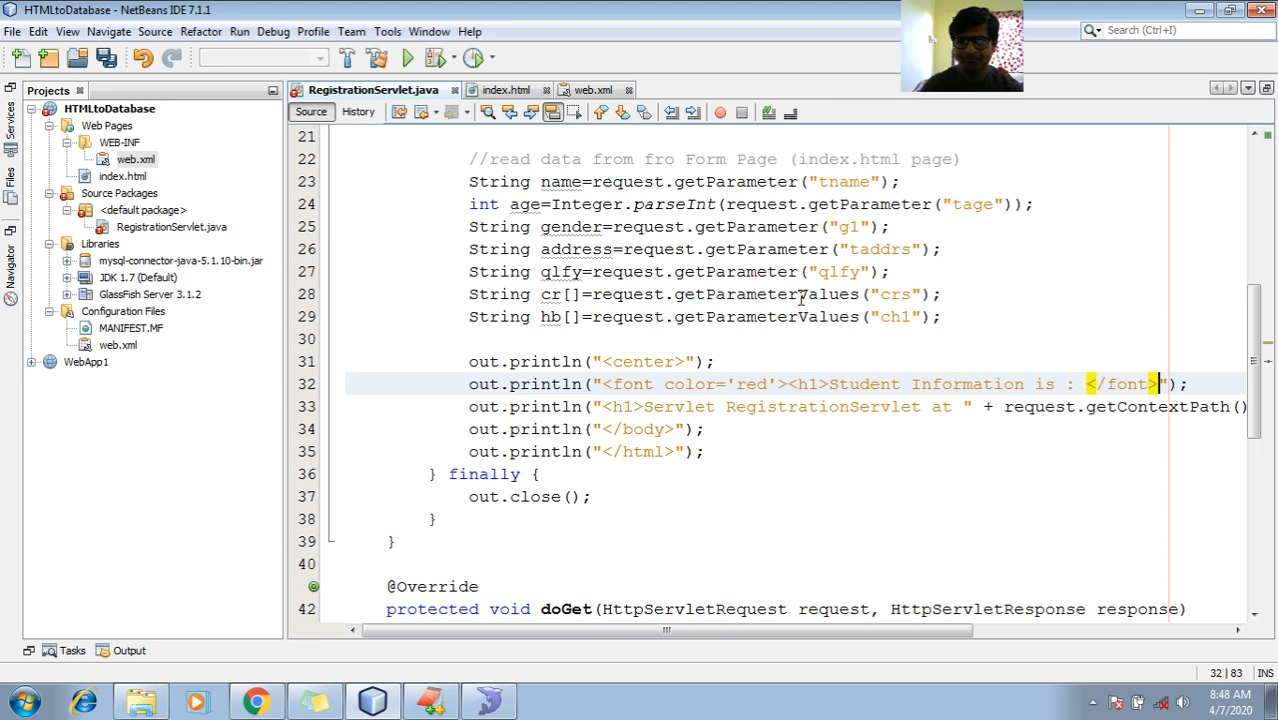 HTMLtoDatabase - NetBeans IDE 7.1.1
File Edit View Navigate Source Refactor Run Debug Profile Team Tools Window Help
Search (Ctrl+I)
Projects
RegistrationServlet.java index.html web.xml
Source History
Services
Files
Navigator
HTMLtoDatabase
Web Pages
WEB-INF
web.xml
index.html
Source Packages
<default package>
RegistrationServlet.java
Libraries
mysql-connector-java-5.1.10-bin.jar
JDK 1.7 (Default)
GlassFish Server 3.1.2
Configuration Files
MANIFEST.MF
web.xml
WebApp1
21
22 //read data from fro Form Page (index.html page)
23 String name=request.getParameter("tname");
24 int age=Integer.parseInt(request.getParameter("tage"));
25 String gender=request.getParameter("g1");
26 String address=request.getParameter("taddrs");
27 String qlfy=request.getParameter("qlfy");
28 String cr[]=request.getParameterValues("crs");
29 String hb[]=request.getParameterValues("ch1");
30
31 out.println("<center>");
32 out.println("<font color='red'><h1>Student Information is : </font>");
33 out.println("<h1>Servlet RegistrationServlet at " + request.getContextPath()
34 out.println("</body>");
35 out.println("</html>");
36 } finally {
37 out.close();
38 }
39 }
40
@Override
42 protected void doGet(HttpServletRequest request, HttpServletResponse response)
Tasks Output
32 | 83 INS
8:48 AM
4/7/2020